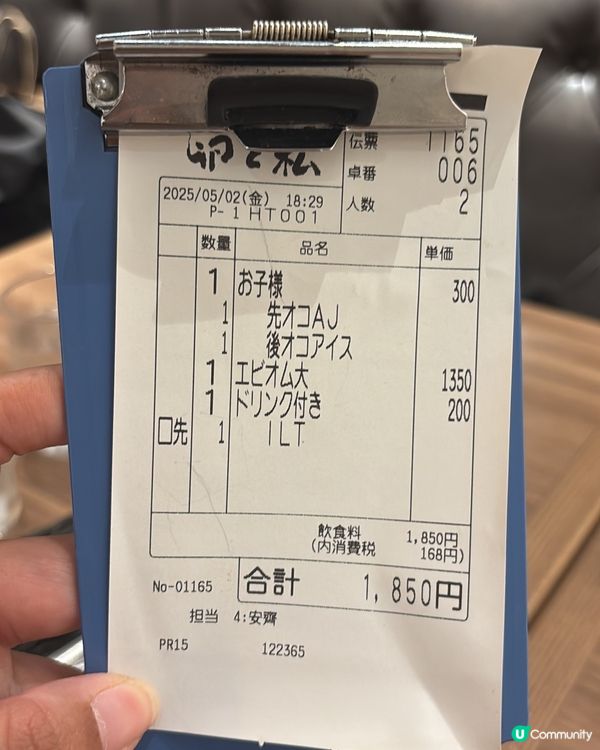 卵と私
伝票 1165
卓番 006
人数 2
2025/05/02(金) 18:29
P-1HT001
数量 品名 単価
1 お子様 300
1 先オコAJ
1 後オコアイス
1 エビオム大 1350
1 ドリンク付き 200
□先 1 ILT
飲食料 1,850円
(内消費税 168円)
合計 1,850円
No-01165
担当 4:安齊
PR15 122365
U Community